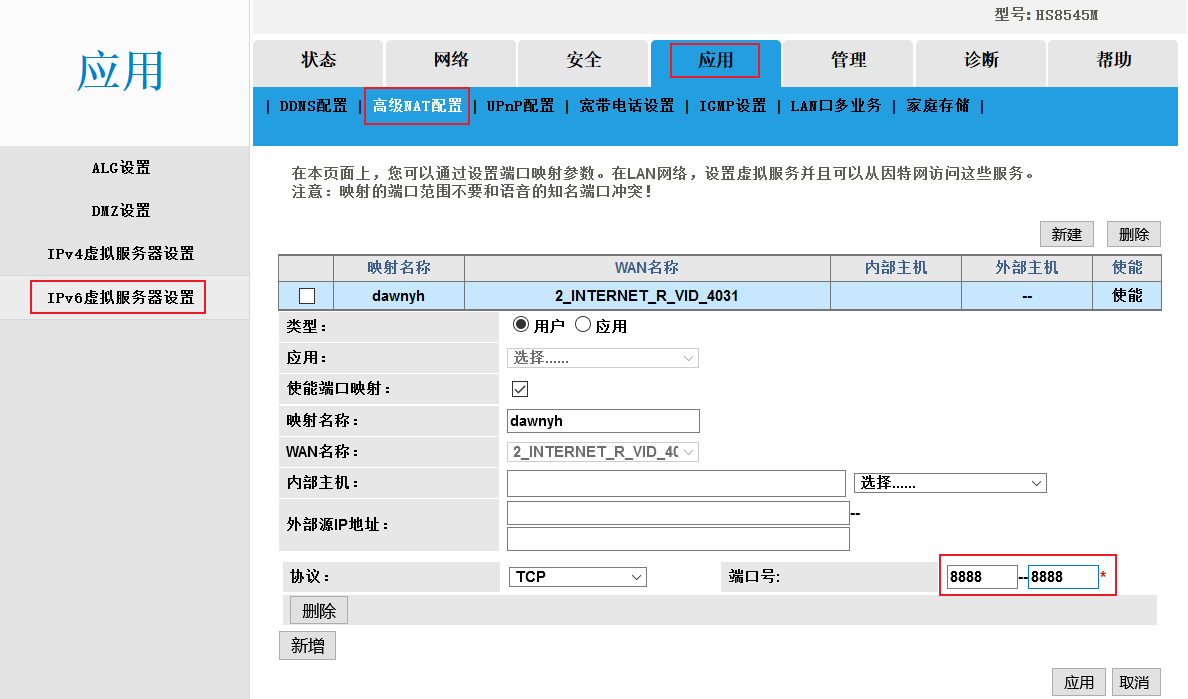 型号: HS8545M
应用
状态 网络 安全 应用 管理 诊断 帮助
| DDNS配置 | 高级NAT配置 | UPnP配置 | 宽带电话设置 | IGMP设置 | LAN口多业务 | 家庭存储 |
ALG设置
DMZ设置
IPv4虚拟服务器设置
IPv6虚拟服务器设置
在本页面上，您可以通过设置端口映射参数。在LAN网络，设置虚拟服务并且可以从因特网访问这些服务。
注意：映射的端口范围不要和语音的知名端口冲突！
新建 删除
映射名称 WAN名称 内部主机 外部主机 使能
dawnyh 2_INTERNET_R_VID_4031 -- 使能
类型： 用户 应用
应用： 选择......
使能端口映射：
映射名称： dawnyh
WAN名称： 2_INTERNET_R_VID_40
内部主机： 选择......
外部源IP地址： --
协议： TCP 端口号: 8888 -- 8888 *
删除
新增
应用 取消